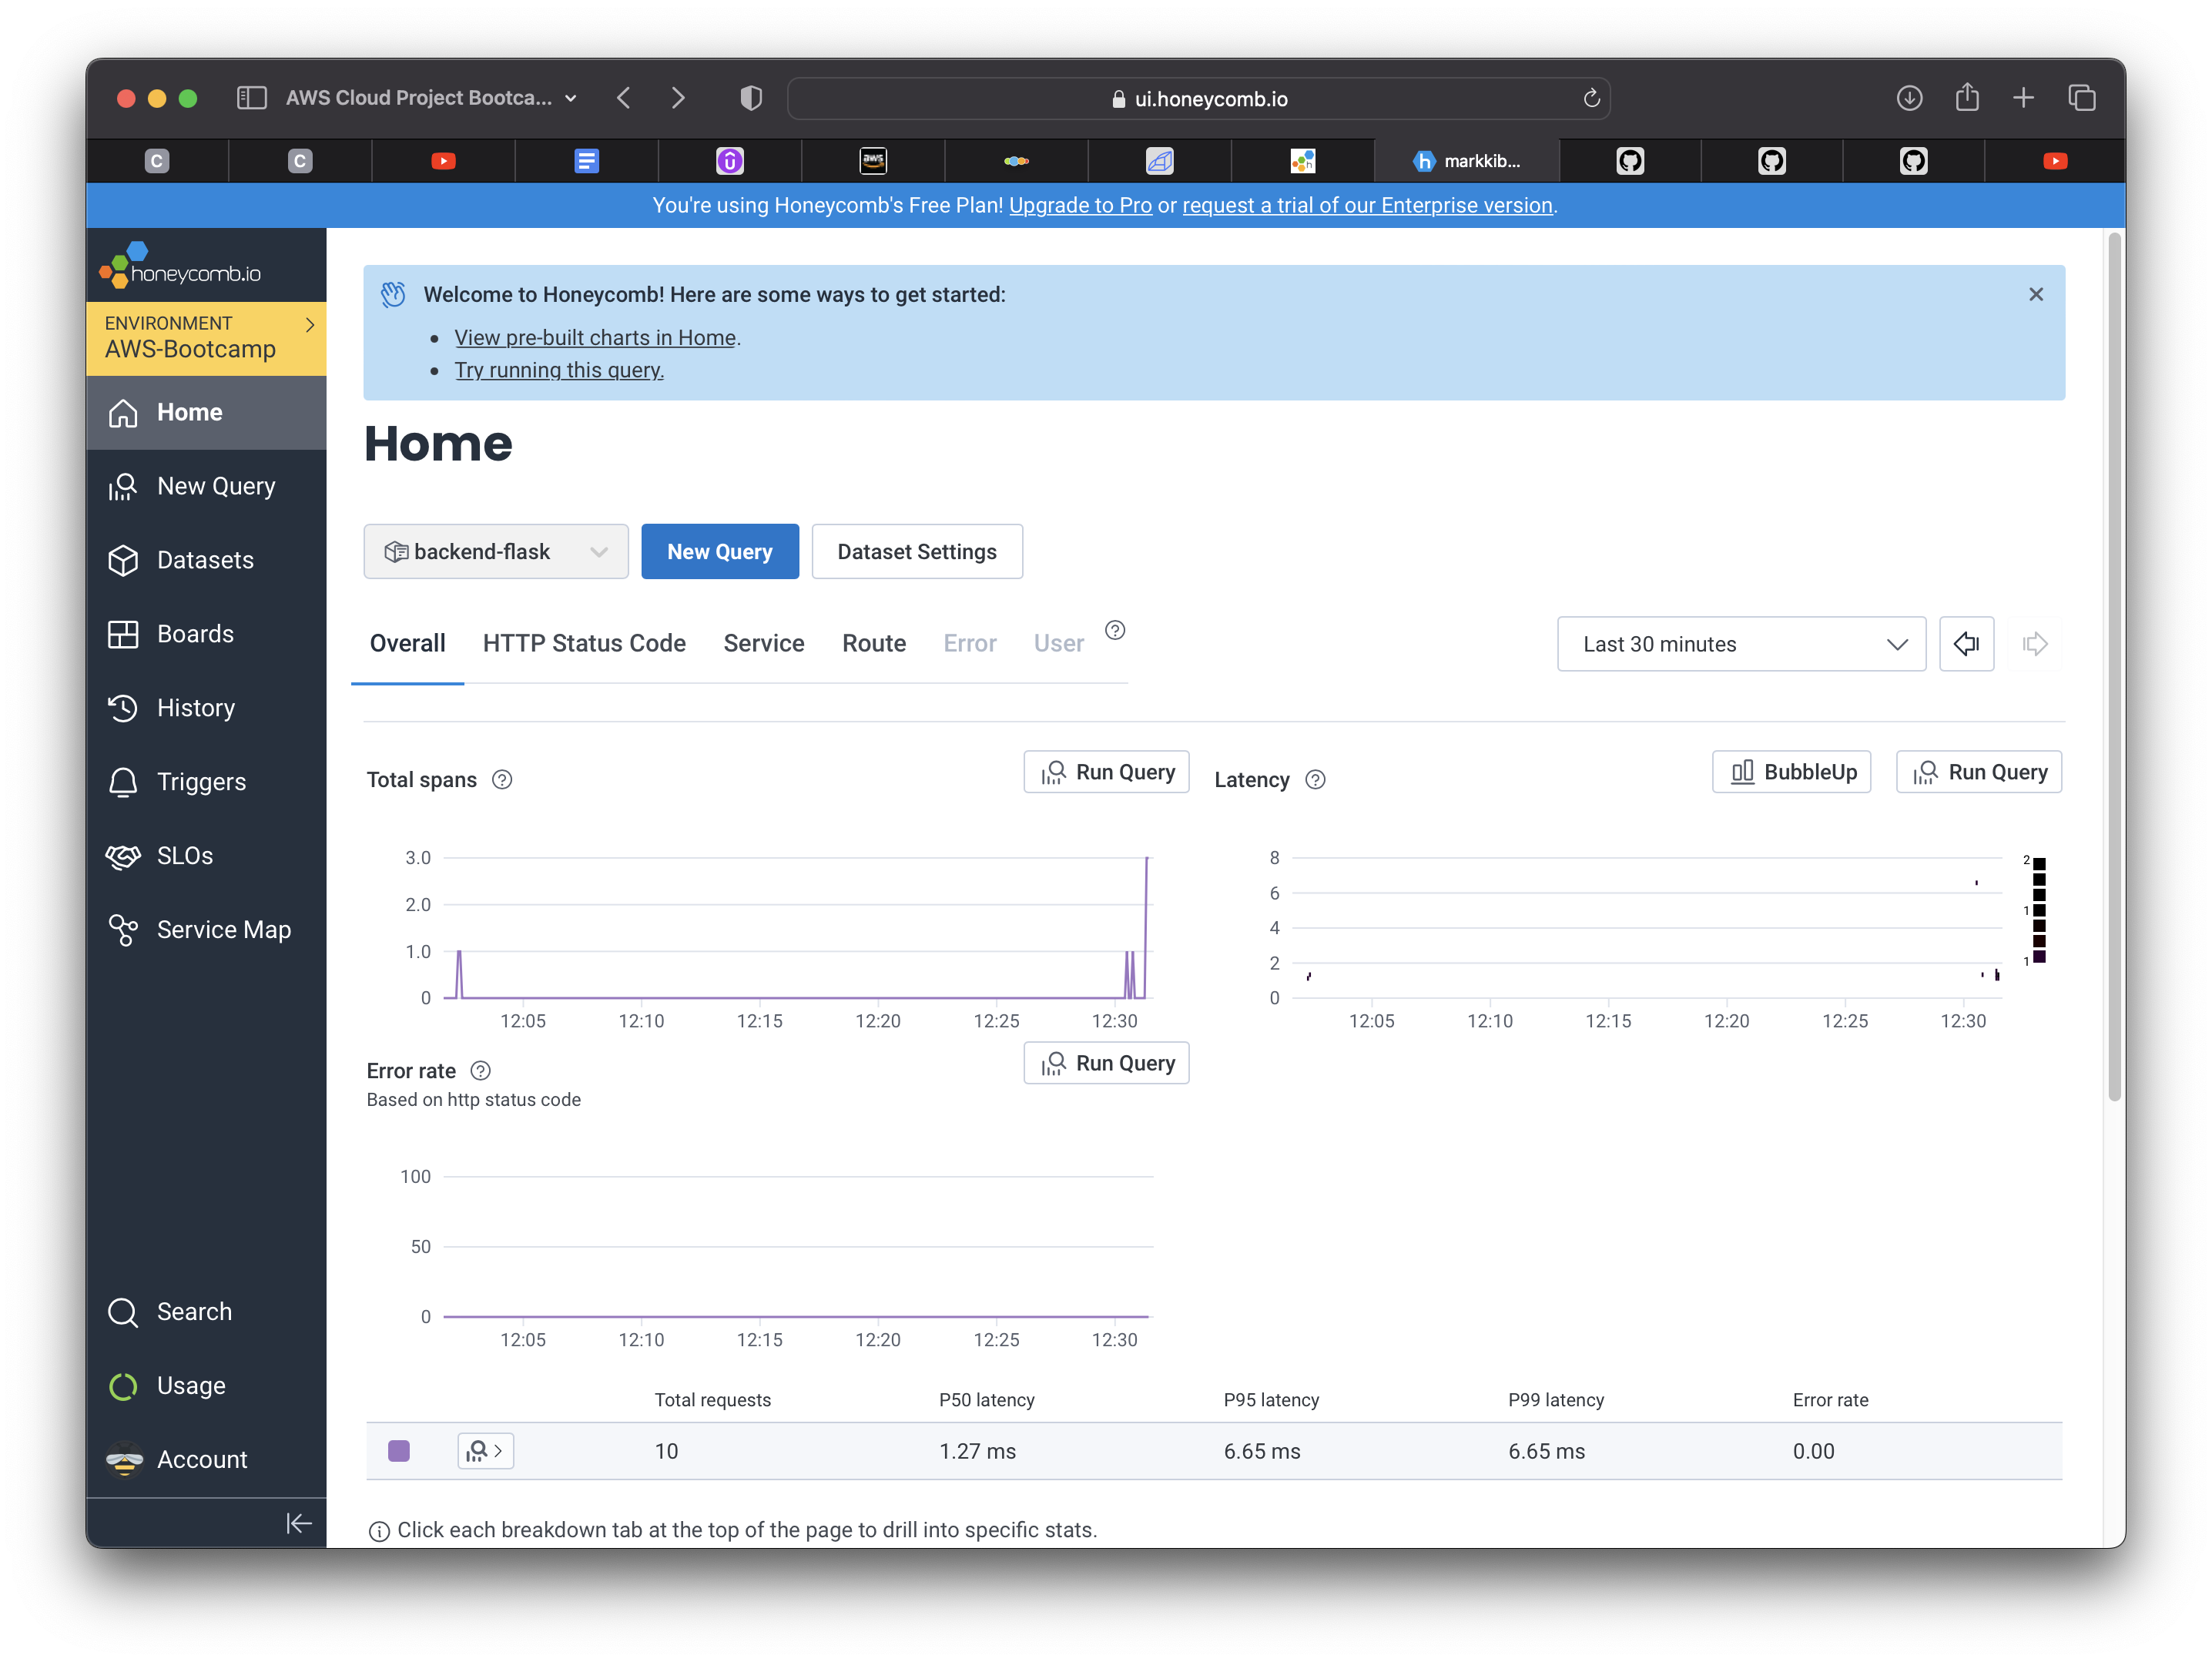 AWS Cloud Project Bootca...
ui.honeycomb.io
C
C
aws
h markkib...
You're using Honeycomb's Free Plan! Upgrade to Pro or request a trial of our Enterprise version.
honeycomb.io
ENVIRONMENT
AWS-Bootcamp
Home
New Query
Datasets
Boards
History
Triggers
SLOs
Service Map
Search
Usage
Account
Welcome to Honeycomb! Here are some ways to get started:
• View pre-built charts in Home.
• Try running this query.
Home
backend-flask
New Query
Dataset Settings
Overall HTTP Status Code Service Route Error User
Last 30 minutes
Total spans
Run Query
3.0
2.0
1.0
0
12:05 12:10 12:15 12:20 12:25 12:30
Latency
BubbleUp
Run Query
8
6
4
2
0
12:05 12:10 12:15 12:20 12:25 12:30
2
1
1
Error rate
Based on http status code
Run Query
100
50
0
12:05 12:10 12:15 12:20 12:25 12:30
Total requests P50 latency P95 latency P99 latency Error rate
10 1.27 ms 6.65 ms 6.65 ms 0.00
Click each breakdown tab at the top of the page to drill into specific stats.